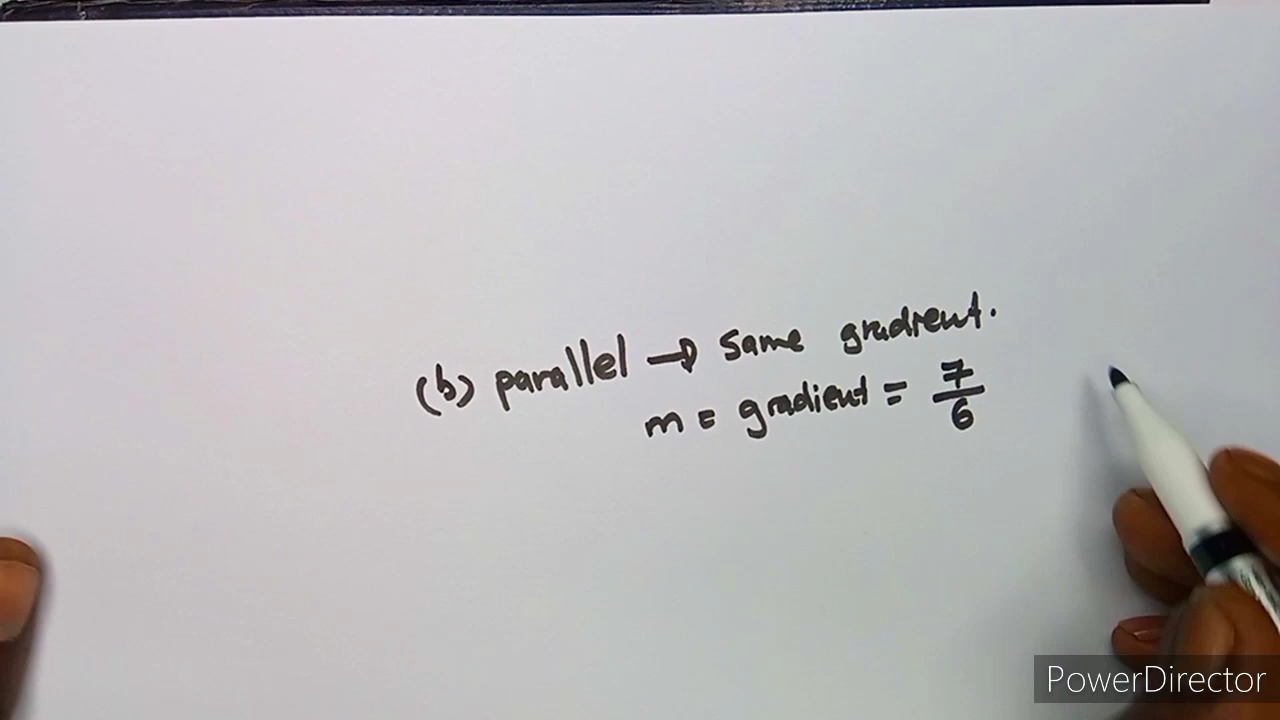 (b) parallel → same gradient.
m = gradient = 7/6
PowerDirector